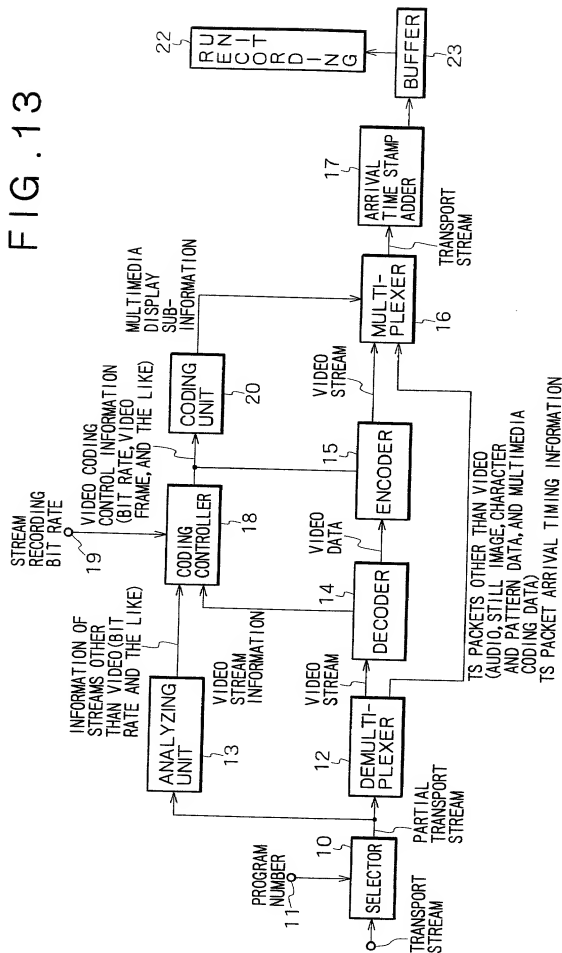 FIG. 13
STREAM
RECORDING
BIT RATE
19
INFORMATION OF
STREAMS OTHER
THAN VIDEO(BIT
RATE AND THE LIKE)
VIDEO CODING
CONTROL INFORMATION
(BIT RATE, VIDEO
FRAME, AND THE LIKE)
MULTIMEDIA
DISPLAY
SUB-
INFORMATION
PROGRAM
NUMBER
11
ANALYZING
UNIT
13
CODING
CONTROLLER
18
CODING
UNIT
20
RECORDING
UNIT
22
VIDEO
STREAM
INFORMATION
TRANSPORT
STREAM
SELECTOR
10
PARTIAL
TRANSPORT
STREAM
DEMULTI-
PLEXER
12
VIDEO
STREAM
DECODER
14
VIDEO
DATA
ENCODER
15
VIDEO
STREAM
MULTI-
PLEXER
16
TRANSPORT
STREAM
ARRIVAL
TIME STAMP
ADDER
17
BUFFER
23
TS PACKETS OTHER THAN VIDEO
(AUDIO, STILL IMAGE, CHARACTER
AND PATTERN DATA, AND MULTIMEDIA
CODING DATA)
TS PACKET ARRIVAL TIMING INFORMATION